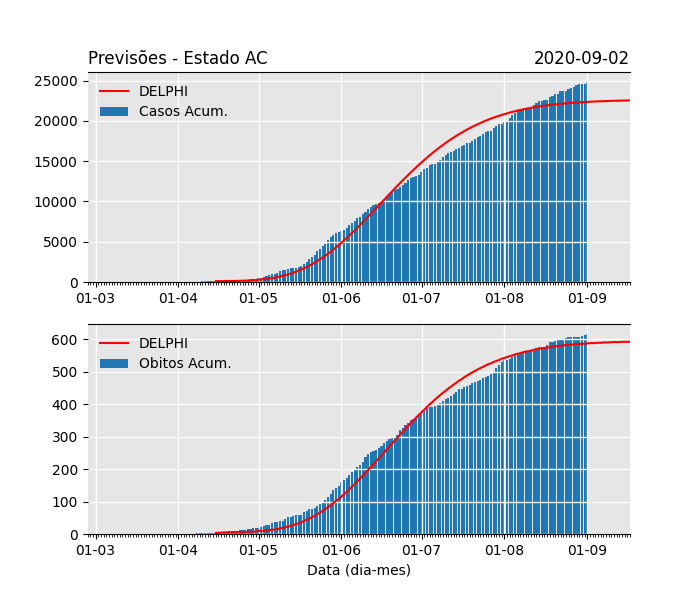 Previsões - Estado AC 2020-09-02
25000
20000
15000
10000
5000
0
DELPHI
Casos Acum.
01-03 01-04 01-05 01-06 01-07 01-08 01-09
600
500
400
300
200
100
0
DELPHI
Obitos Acum.
01-03 01-04 01-05 01-06 01-07 01-08 01-09
Data (dia-mes)